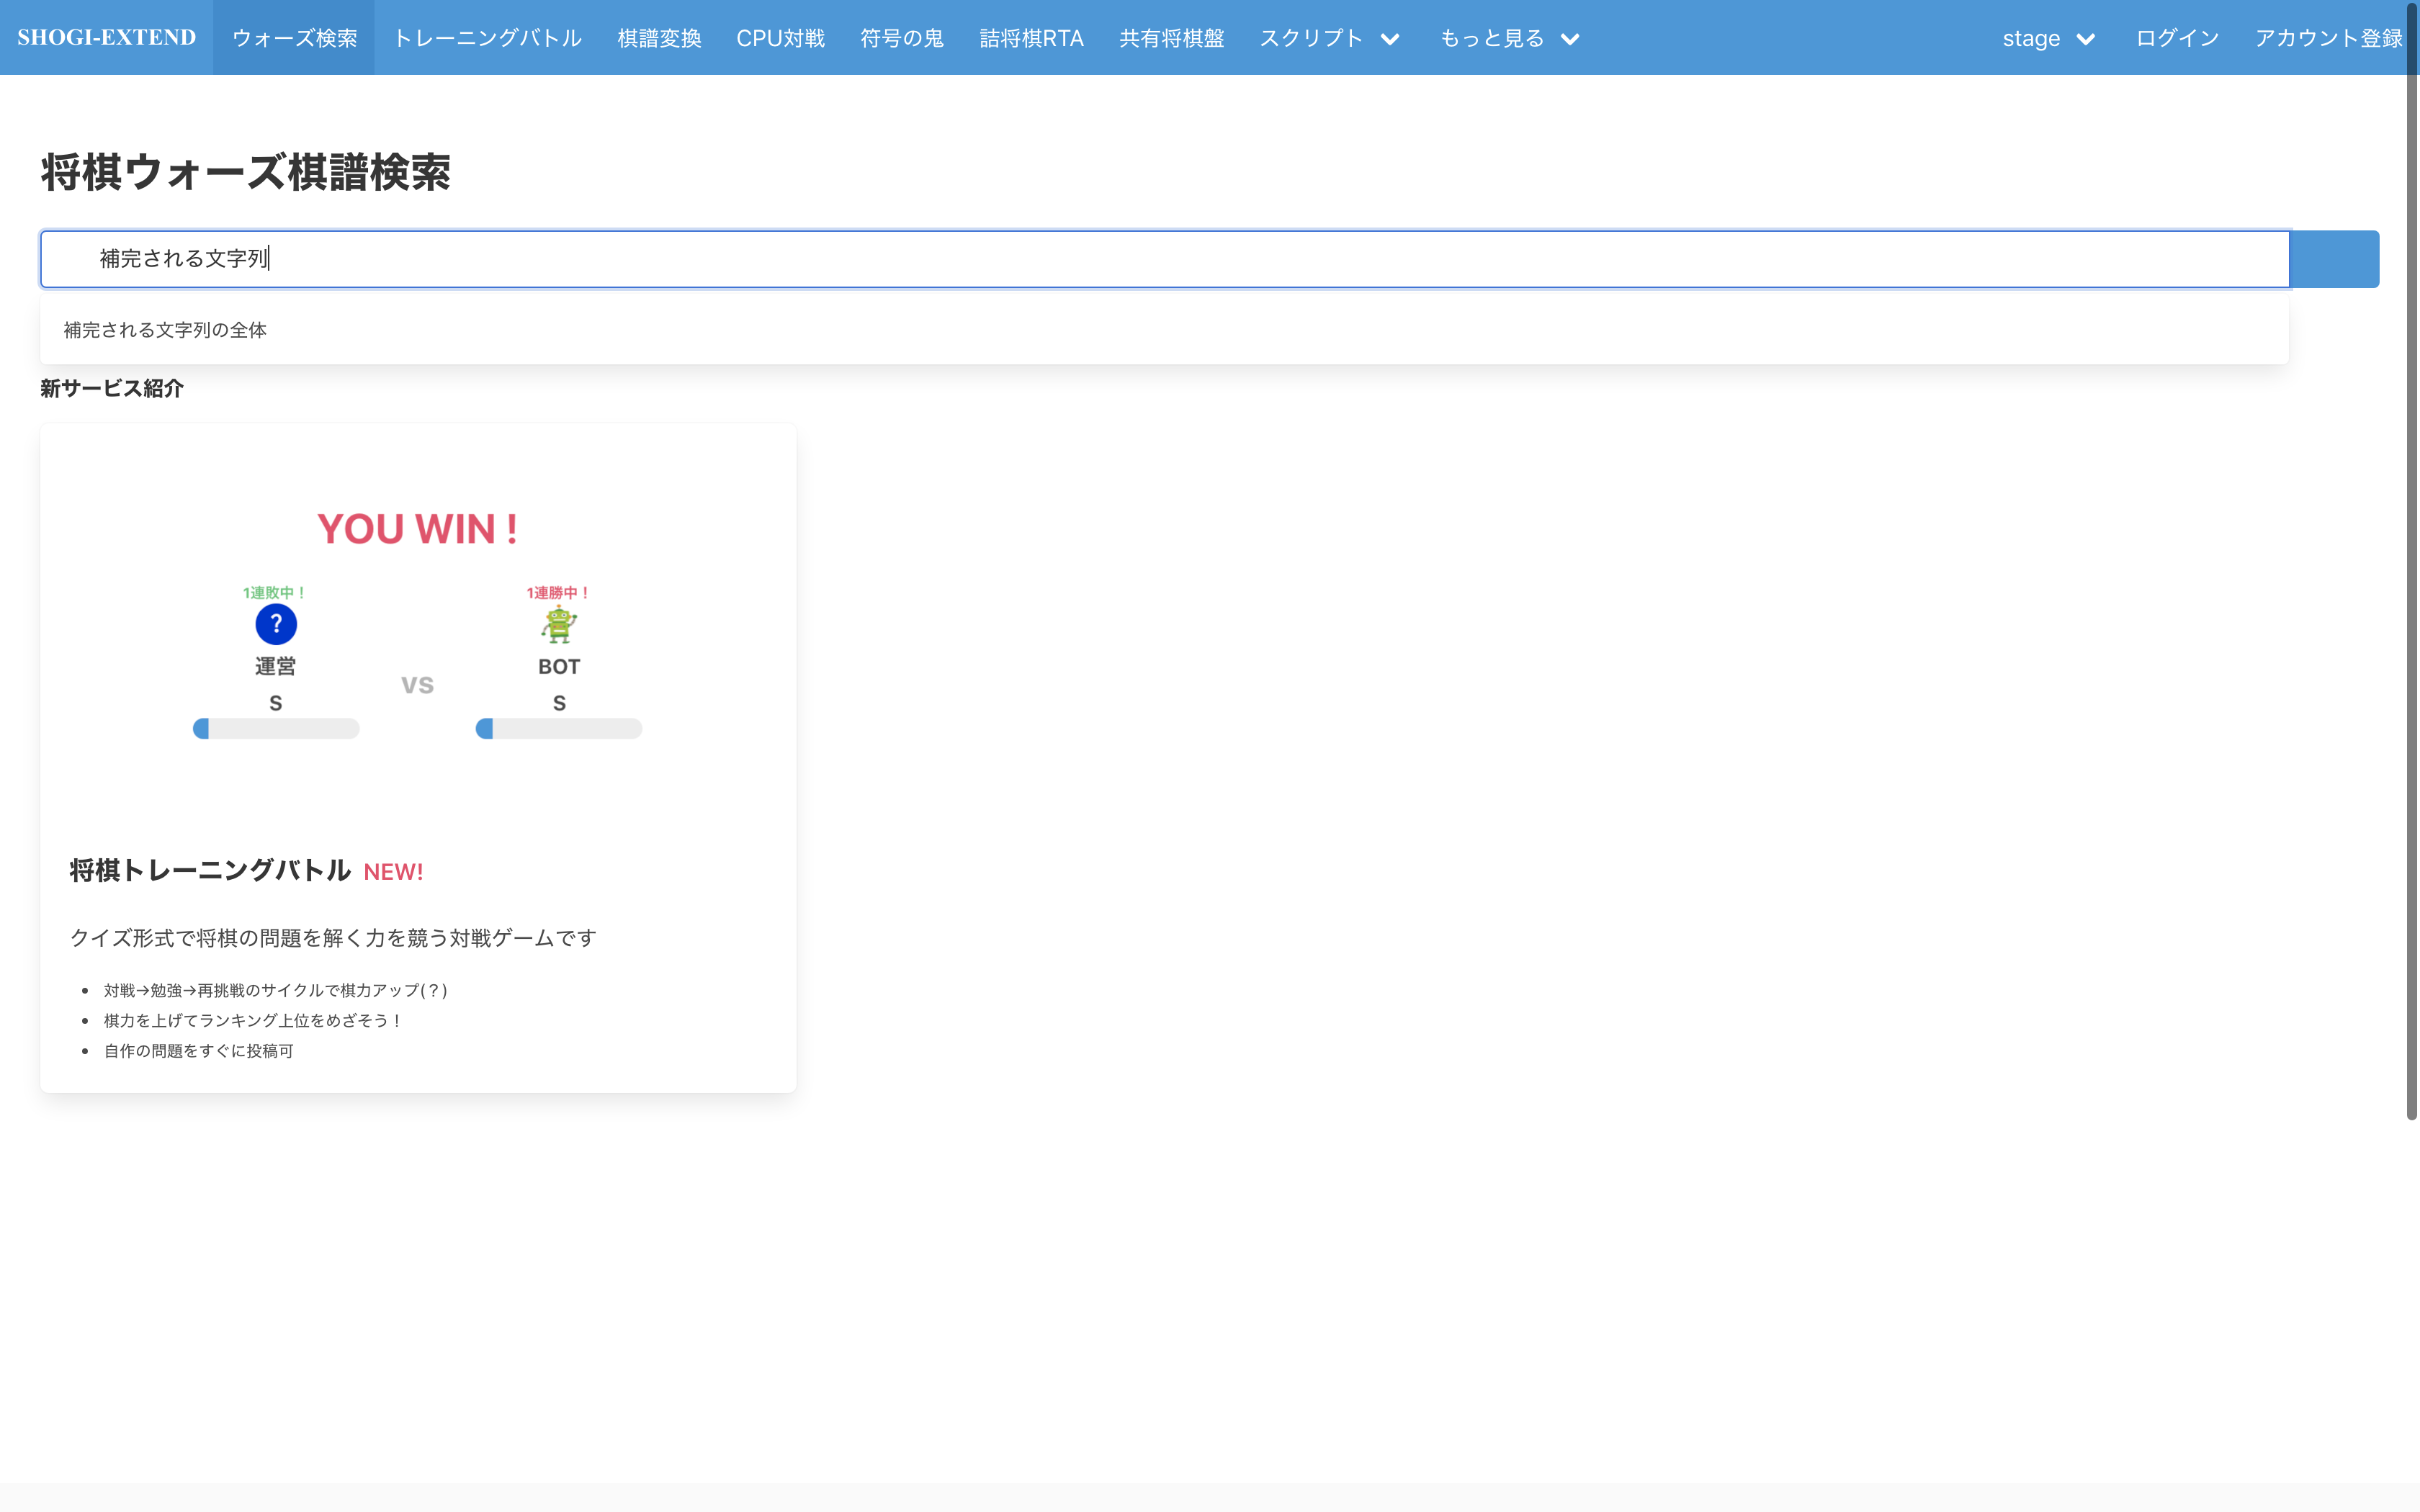 SHOGI-EXTEND ウォーズ検索 トレーニングバトル 棋譜変換 CPU対戦 符号の鬼 詰将棋RTA 共有将棋盤 スクリプト もっと見る stage ログイン アカウント登録
将棋ウォーズ棋譜検索
補完される文字列
補完される文字列の全体
新サービス紹介
YOU WIN !
1連敗中！ 1連勝中！
?
運営 BOT
vs
S S
将棋トレーニングバトル NEW!
クイズ形式で将棋の問題を解く力を競う対戦ゲームです
対戦→勉強→再挑戦のサイクルで棋力アップ(？)
棋力を上げてランキング上位をめざそう！
自作の問題をすぐに投稿可